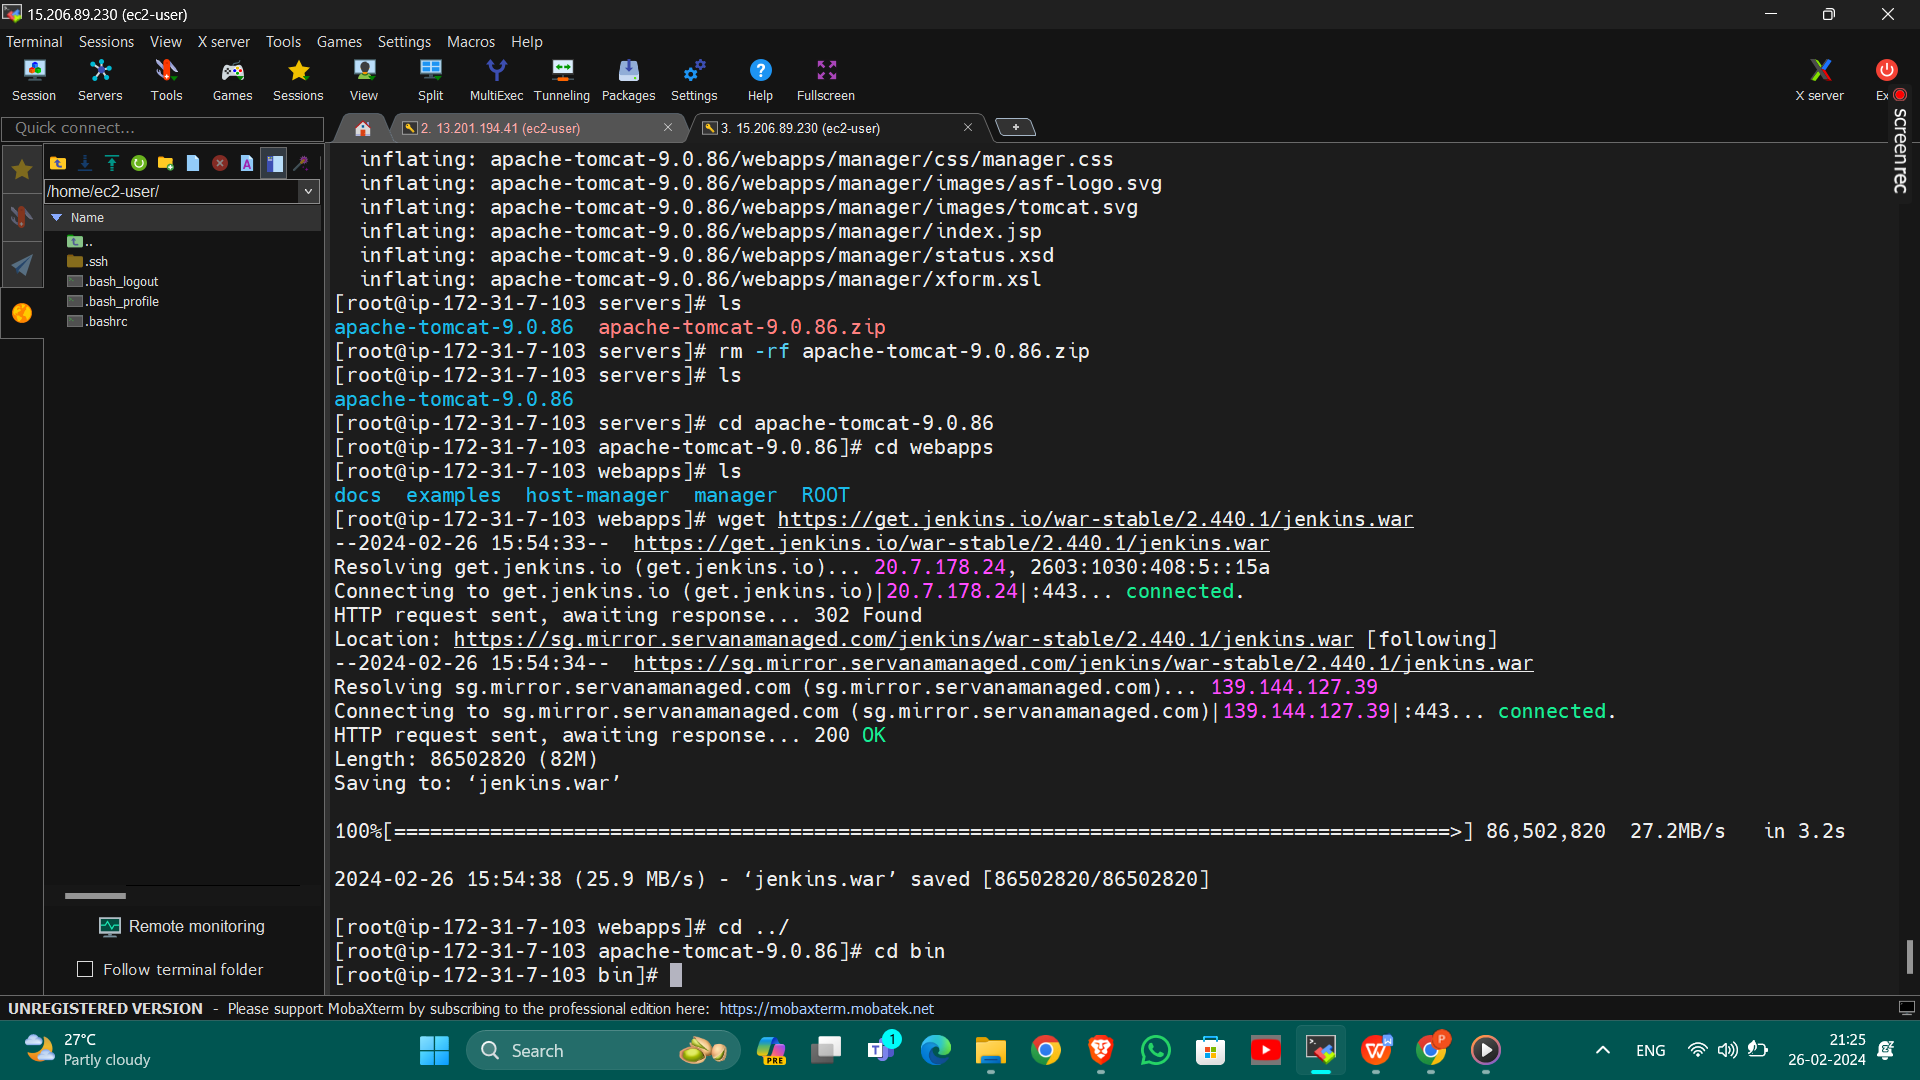 15.206.89.230 (ec2-user)
Terminal Sessions View X server Tools Games Settings Macros Help
Session Servers Tools Games Sessions View Split MultiExec Tunneling Packages Settings Help Fullscreen X server Ex
screenrec
Quick connect...
2. 13.201.194.41 (ec2-user)
3. 15.206.89.230 (ec2-user)
/home/ec2-user/
Name
..
.ssh
.bash_logout
.bash_profile
.bashrc
Remote monitoring
Follow terminal folder
inflating: apache-tomcat-9.0.86/webapps/manager/css/manager.css
inflating: apache-tomcat-9.0.86/webapps/manager/images/asf-logo.svg
inflating: apache-tomcat-9.0.86/webapps/manager/images/tomcat.svg
inflating: apache-tomcat-9.0.86/webapps/manager/index.jsp
inflating: apache-tomcat-9.0.86/webapps/manager/status.xsd
inflating: apache-tomcat-9.0.86/webapps/manager/xform.xsl
[root@ip-172-31-7-103 servers]# ls
apache-tomcat-9.0.86  apache-tomcat-9.0.86.zip
[root@ip-172-31-7-103 servers]# rm -rf apache-tomcat-9.0.86.zip
[root@ip-172-31-7-103 servers]# ls
apache-tomcat-9.0.86
[root@ip-172-31-7-103 servers]# cd apache-tomcat-9.0.86
[root@ip-172-31-7-103 apache-tomcat-9.0.86]# cd webapps
[root@ip-172-31-7-103 webapps]# ls
docs  examples  host-manager  manager  ROOT
[root@ip-172-31-7-103 webapps]# wget https://get.jenkins.io/war-stable/2.440.1/jenkins.war
--2024-02-26 15:54:33--  https://get.jenkins.io/war-stable/2.440.1/jenkins.war
Resolving get.jenkins.io (get.jenkins.io)... 20.7.178.24, 2603:1030:408:5::15a
Connecting to get.jenkins.io (get.jenkins.io)|20.7.178.24|:443... connected.
HTTP request sent, awaiting response... 302 Found
Location: https://sg.mirror.servanamanaged.com/jenkins/war-stable/2.440.1/jenkins.war [following]
--2024-02-26 15:54:34--  https://sg.mirror.servanamanaged.com/jenkins/war-stable/2.440.1/jenkins.war
Resolving sg.mirror.servanamanaged.com (sg.mirror.servanamanaged.com)... 139.144.127.39
Connecting to sg.mirror.servanamanaged.com (sg.mirror.servanamanaged.com)|139.144.127.39|:443... connected.
HTTP request sent, awaiting response... 200 OK
Length: 86502820 (82M)
Saving to: ‘jenkins.war’
100%[========================================================================================>] 86,502,820  27.2MB/s   in 3.2s
2024-02-26 15:54:38 (25.9 MB/s) - ‘jenkins.war’ saved [86502820/86502820]
[root@ip-172-31-7-103 webapps]# cd ../
[root@ip-172-31-7-103 apache-tomcat-9.0.86]# cd bin
[root@ip-172-31-7-103 bin]#
UNREGISTERED VERSION - Please support MobaXterm by subscribing to the professional edition here: https://mobaxterm.mobatek.net
27°C
Partly cloudy
Search
PRE
1
ENG
21:25
26-02-2024